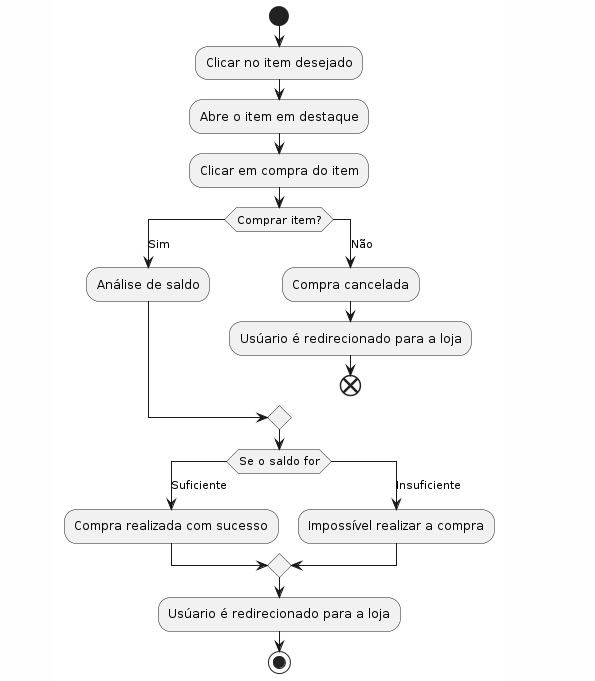 Clicar no item desejado
Abre o item em destaque
Clicar em compra do item
Comprar item?
Sim
Não
Análise de saldo
Compra cancelada
Usúario é redirecionado para a loja
Se o saldo for
Suficiente
Insuficiente
Compra realizada com sucesso
Impossível realizar a compra
Usúario é redirecionado para a loja